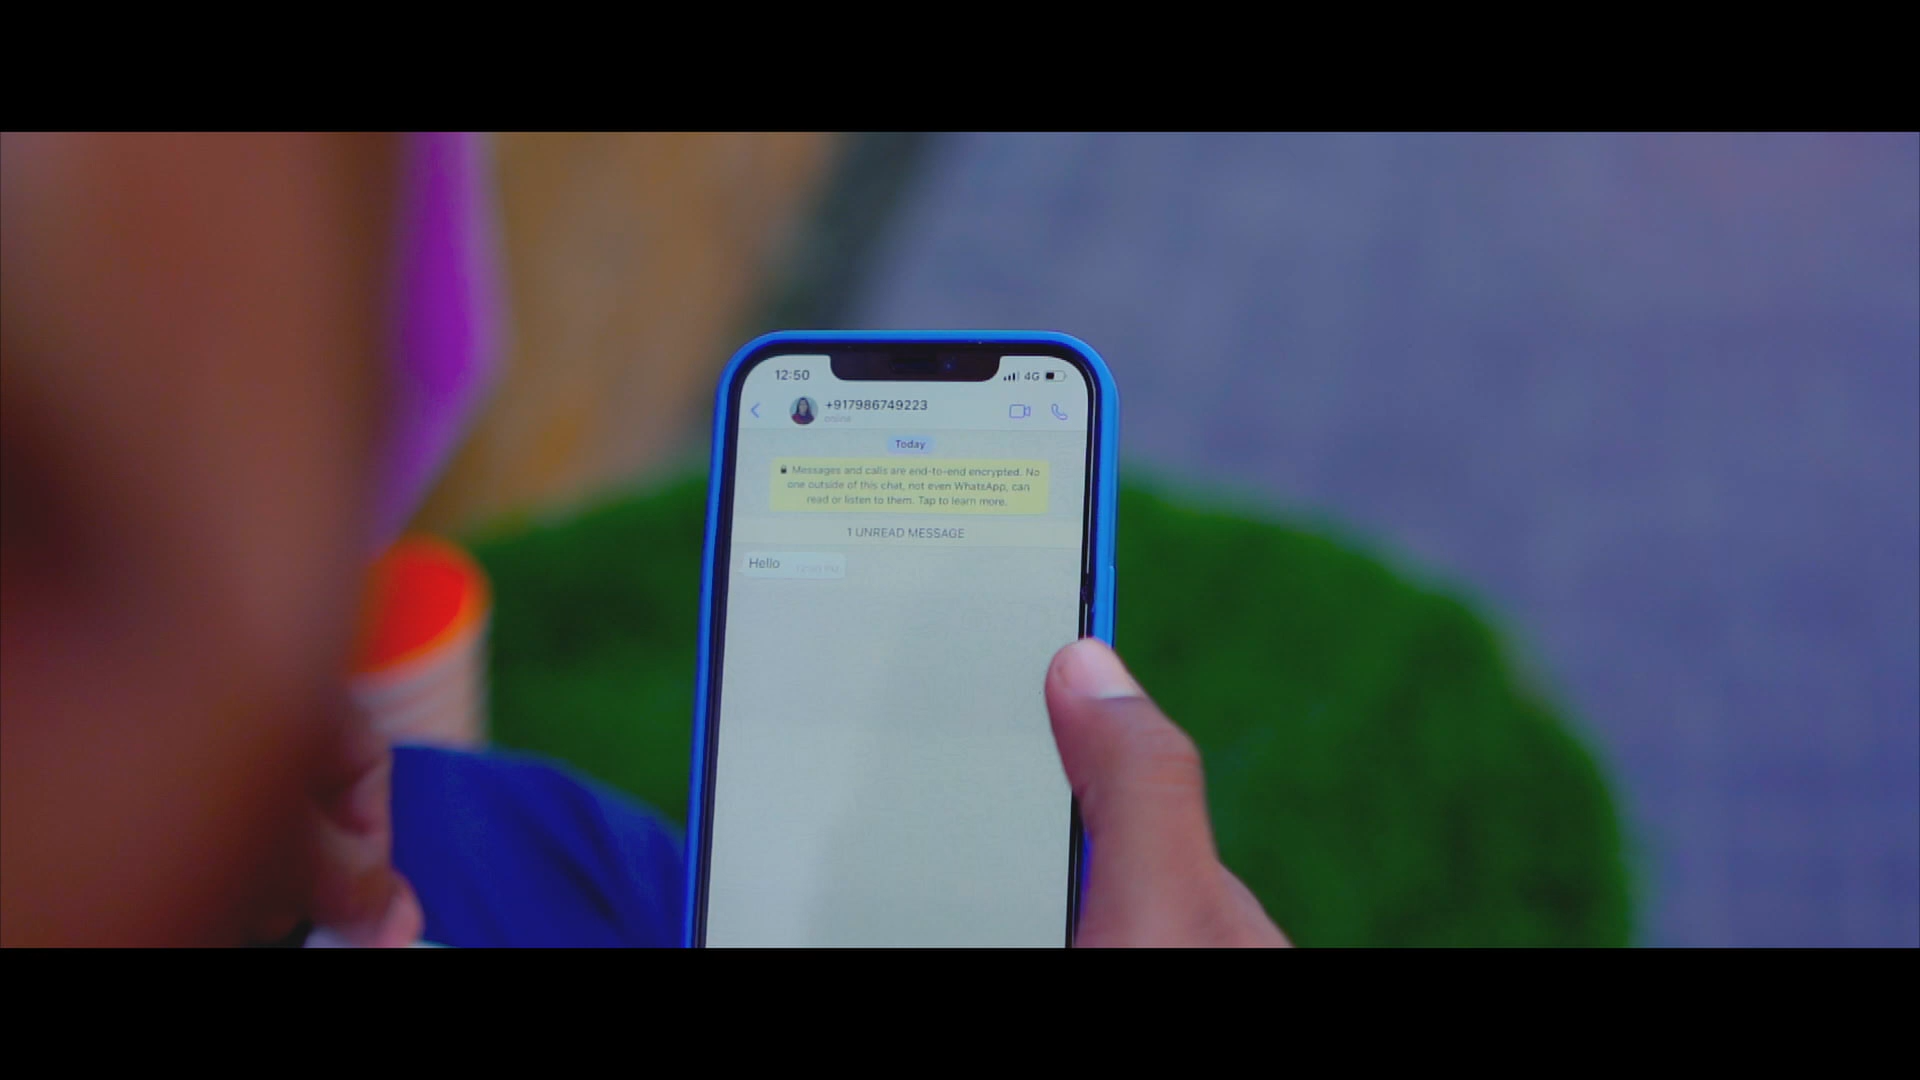 12:50
4G
+917986749223
online
Today
Messages and calls are end-to-end encrypted. No
one outside of this chat, not even WhatsApp, can
read or listen to them. Tap to learn more.
1 UNREAD MESSAGE
Hello